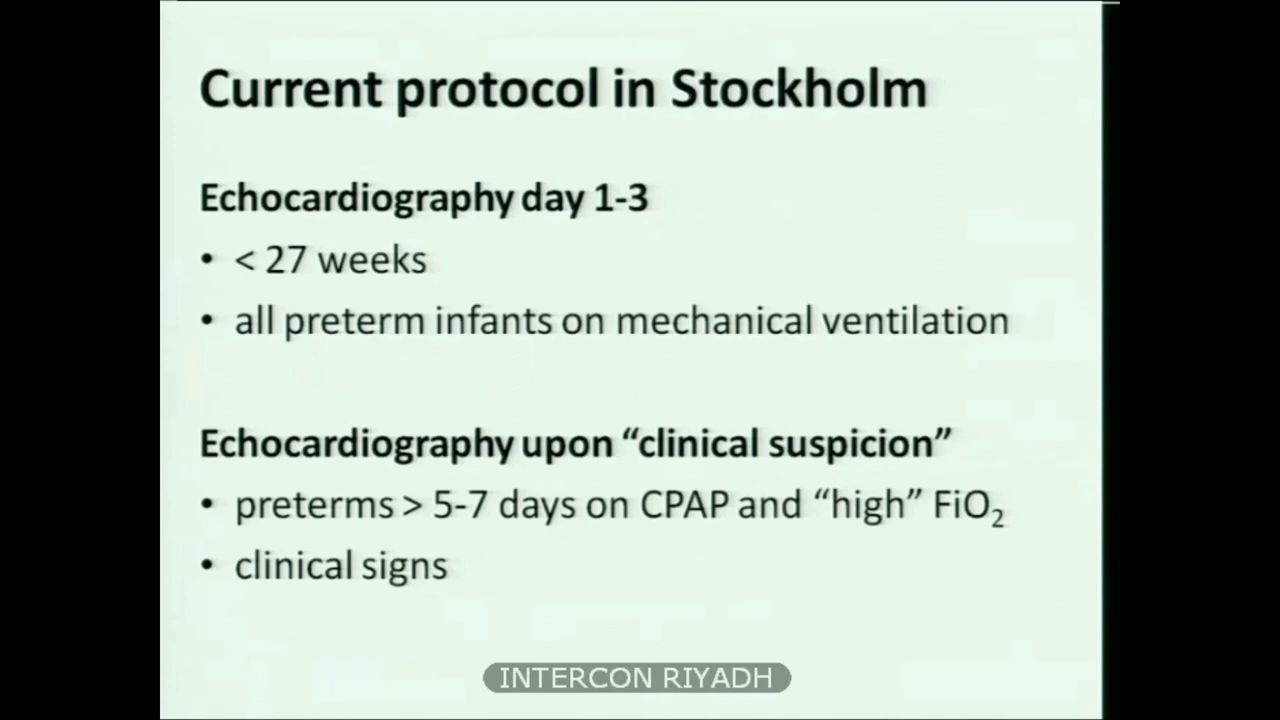 Current protocol in Stockholm
Echocardiography day 1-3
• < 27 weeks
• all preterm infants on mechanical ventilation
Echocardiography upon “clinical suspicion”
• preterms > 5-7 days on CPAP and “high” FiO₂
• clinical signs
INTERCON RIYADH